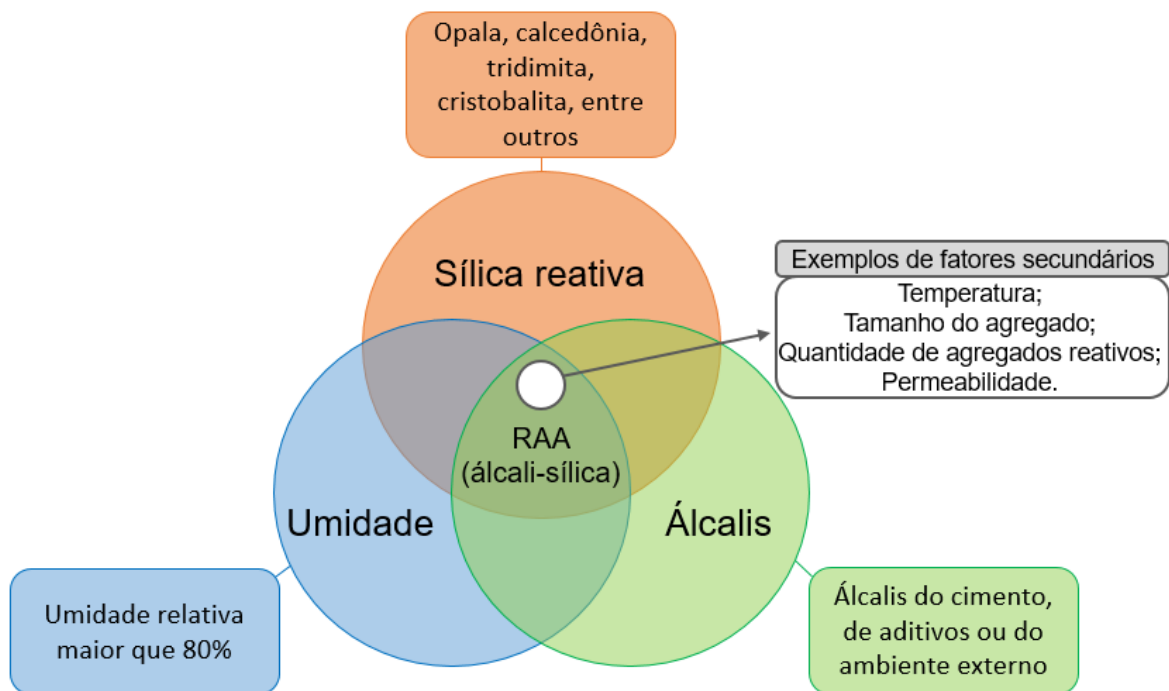 Opala, calcedônia,
tridimita,
cristobalita, entre
outros
Sílica reativa
Exemplos de fatores secundários
Temperatura;
Tamanho do agregado;
Quantidade de agregados reativos;
Permeabilidade.
RAA
(álcali-sílica)
Umidade
Álcalis
Umidade relativa
maior que 80%
Álcalis do cimento,
de aditivos ou do
ambiente externo